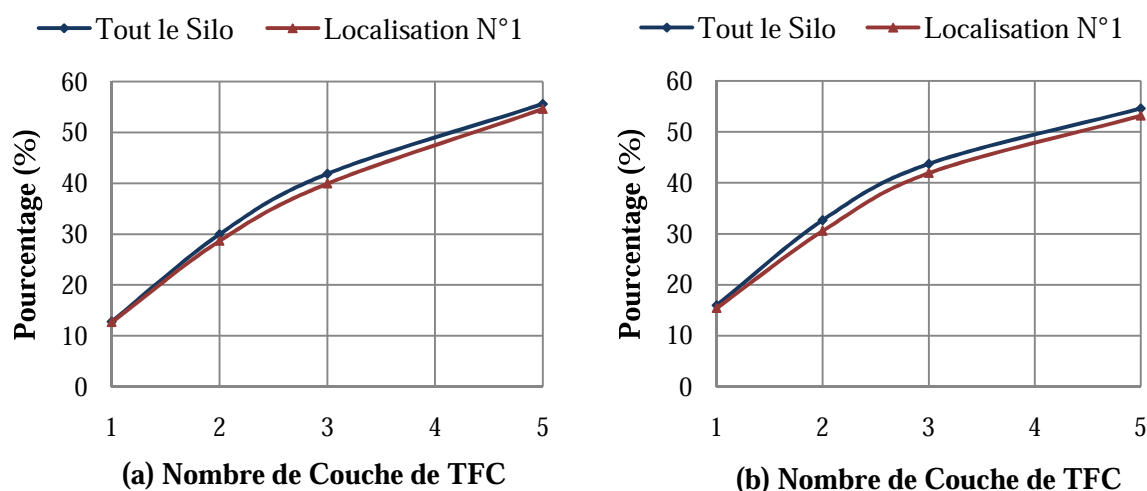 Tout le Silo Localisation N°1
Pourcentage (%)
60
50
40
30
20
10
0
1 2 3 4 5
(a) Nombre de Couche de TFC
Tout le Silo Localisation N°1
Pourcentage (%)
60
50
40
30
20
10
0
1 2 3 4 5
(b) Nombre de Couche de TFC